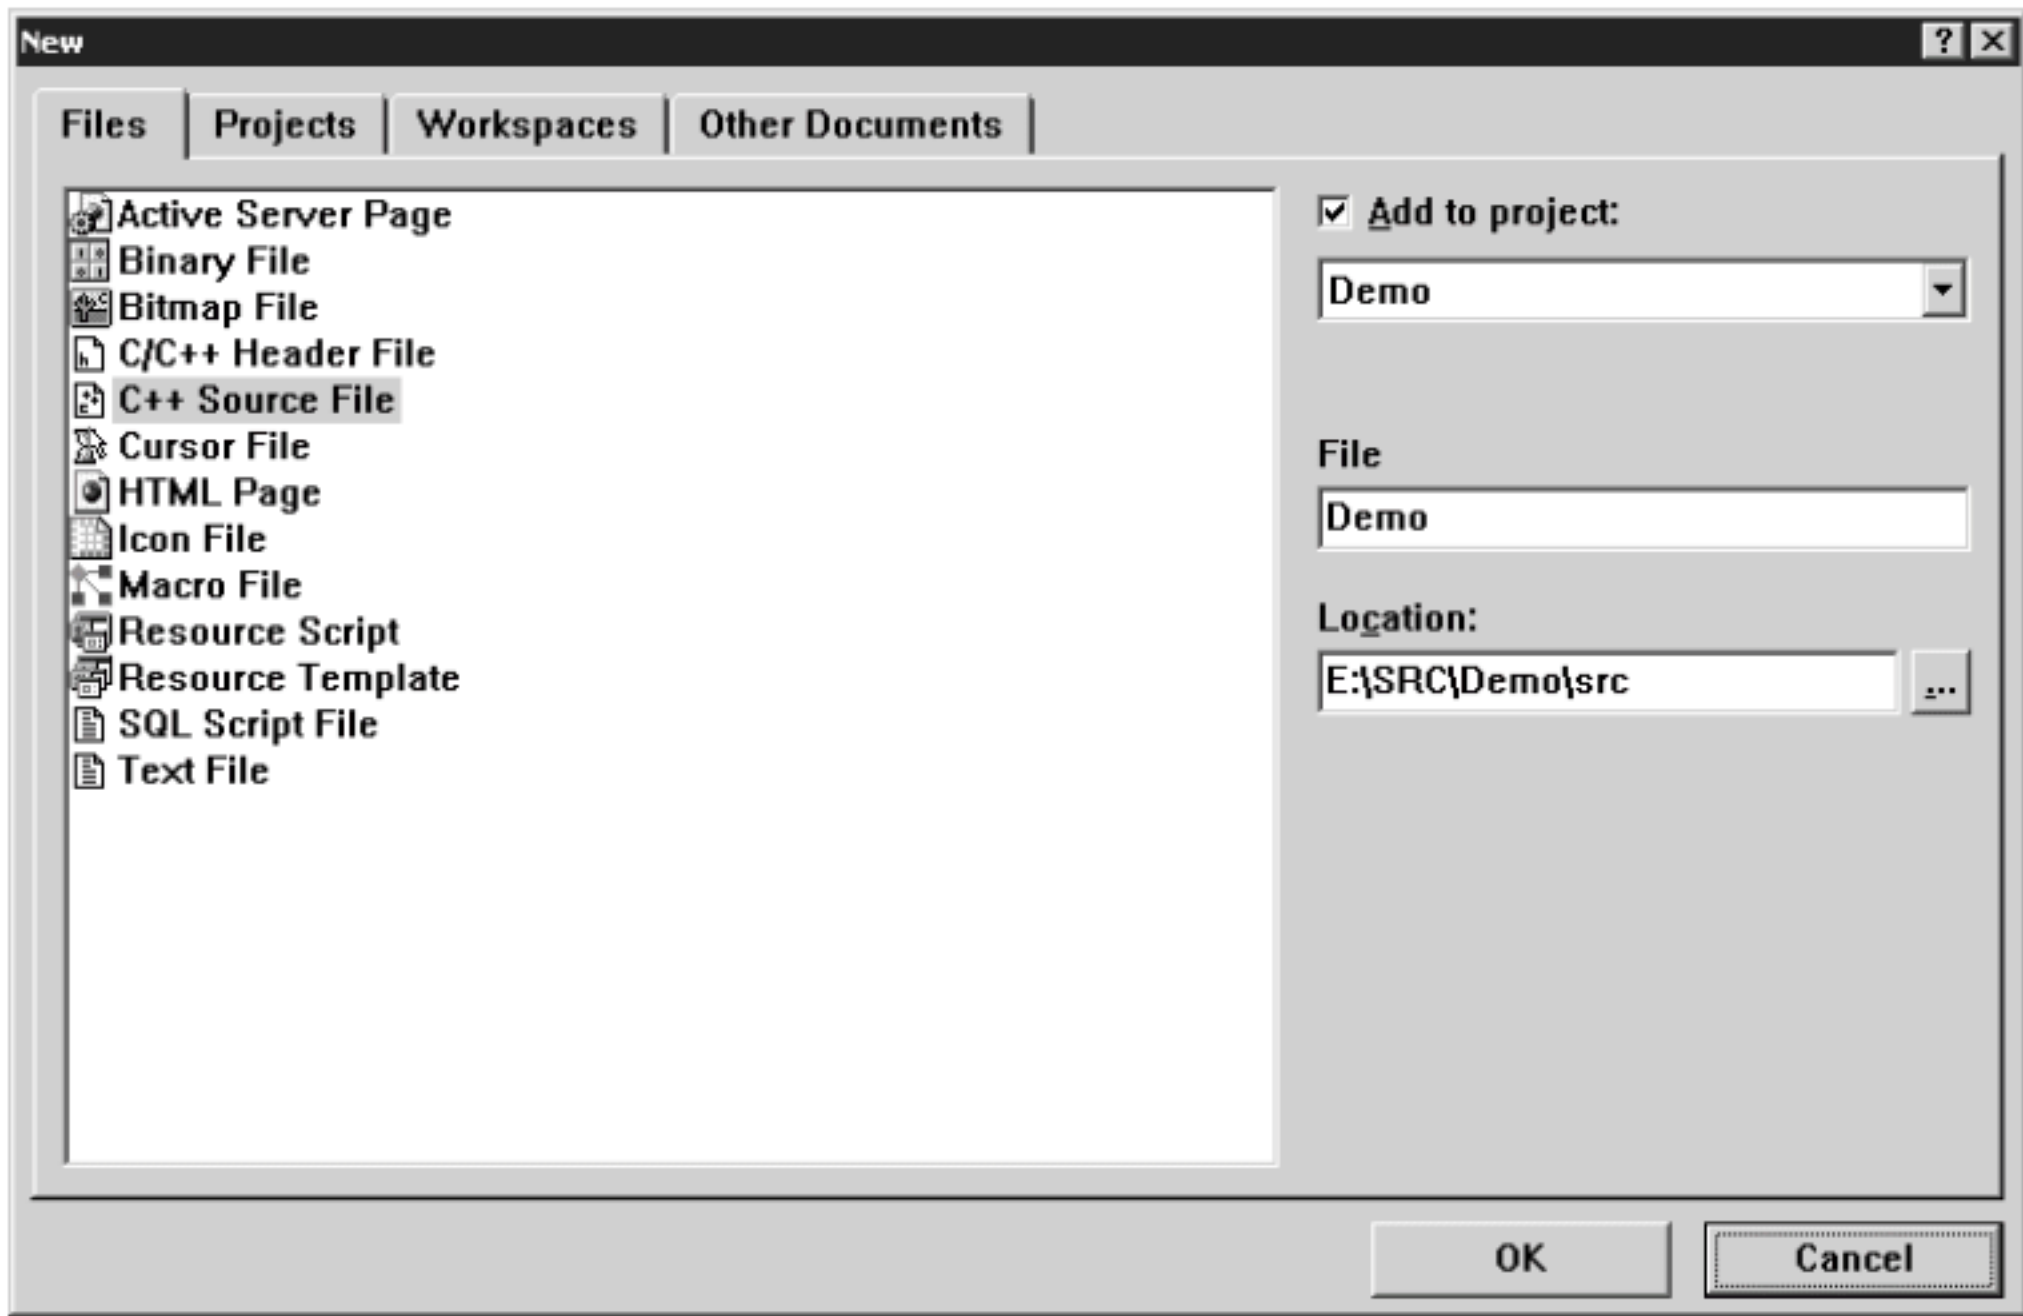 New
Files Projects Workspaces Other Documents
Active Server Page
Binary File
Bitmap File
C/C++ Header File
C++ Source File
Cursor File
HTML Page
Icon File
Macro File
Resource Script
Resource Template
SQL Script File
Text File
Add to project:
Demo
File
Demo
Location:
E:\SRC\Demo\src
...
OK Cancel